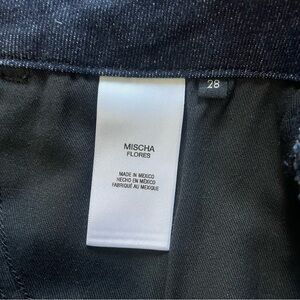 28
MISCHA
FLORES
MADE IN MEXICO
HECHO EN MÉXICO
FABRIQUÉ AU MEXIQUE